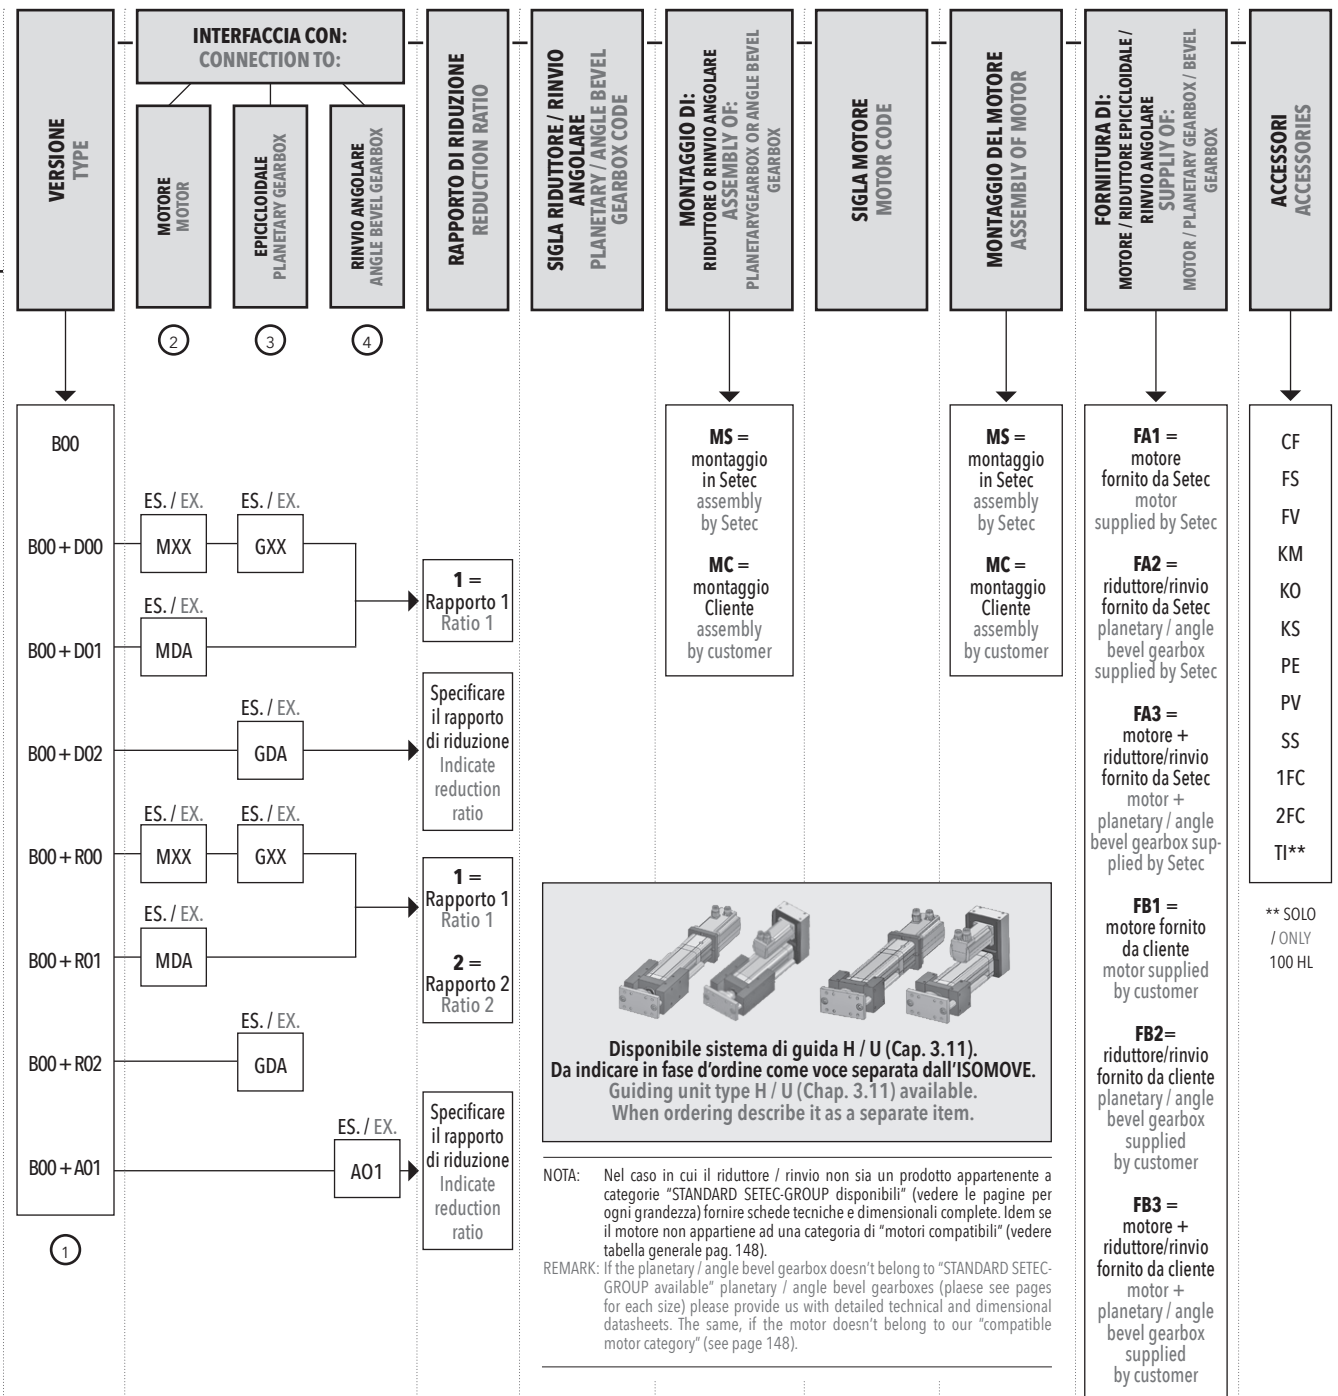 INTERFACCIA CON:
CONNECTION TO:
VERSIONE
TYPE
MOTORE
MOTOR
EPICICLOIDALE
PLANETARY GEARBOX
RINVIO ANGOLARE
ANGLE BEVEL GEARBOX
RAPPORTO DI RIDUZIONE
REDUCTION RATIO
SIGLA RIDUTTORE / RINVIO
ANGOLARE
PLANETARY / ANGLE BEVEL
GEARBOX CODE
MONTAGGIO DI:
RIDUTTORE O RINVIO ANGOLARE
ASSEMBLY OF:
PLANETARYGEARBOX OR ANGLE BEVEL
GEARBOX
SIGLA MOTORE
MOTOR CODE
MONTAGGIO DEL MOTORE
ASSEMBLY OF MOTOR
FORNITURA DI:
MOTORE / RIDUTTORE EPICICLOIDALE /
RINVIO ANGOLARE
SUPPLIY OF:
MOTOR / PLANETARY GEARBOX / BEVEL
GEARBOX
ACCESSORI
ACCESSORIES
2
3
4
B00
B00 + D00
ES. / EX.
MXX
ES. / EX.
GXX
B00 + D01
ES. / EX.
MDA
1 =
Rapporto 1
Ratio 1
B00 + D02
ES. / EX.
GDA
Specificare
il rapporto
di riduzione
Indicate
reduction
ratio
B00 + R00
ES. / EX.
MXX
ES. / EX.
GXX
B00 + R01
ES. / EX.
MDA
1 =
Rapporto 1
Ratio 1
2 =
Rapporto 2
Ratio 2
B00 + R02
ES. / EX.
GDA
B00 + A01
ES. / EX.
AO1
Specificare
il rapporto
di riduzione
Indicate
reduction
ratio
1
MS =
montaggio
in Setec
assembly
by Setec
MC =
montaggio
Cliente
assembly
by customer
MS =
montaggio
in Setec
assembly
by Setec
MC =
montaggio
Cliente
assembly
by customer
FA1 =
motore
fornito da Setec
motor
supplied by Setec
FA2 =
riduttore/rinvio
fornito da Setec
planetary / angle
bevel gearbox
supplied by Setec
FA3 =
motore +
riduttore/rinvio
fornito da Setec
motor +
planetary / angle
bevel gearbox sup-
plied by Setec
FB1 =
motore fornito
da cliente
motor supplied
by customer
FB2=
riduttore/rinvio
fornito da cliente
planetary / angle
bevel gearbox
supplied
by customer
FB3 =
motore +
riduttore/rinvio
fornito da cliente
motor +
planetary / angle
bevel gearbox
supplied
by customer
CF
FS
FV
KM
KO
KS
PE
PV
SS
1FC
2FC
TI**
** SOLO
/ ONLY
100 HL
Disponibile sistema di guida H / U (Cap. 3.11).
Da indicare in fase d'ordine come voce separata dall'ISOMOVE.
Guiding unit type H / U (Chap. 3.11) available.
When ordering describe it as a separate item.
NOTA: Nel caso in cui il riduttore / rinvio non sia un prodotto appartenente a
categorie "STANDARD SETEC-GROUP disponibili" (vedere le pagine per
ogni grandezza) fornire schede tecniche e dimensionali complete. Idem se
il motore non appartiene ad una categoria di "motori compatibili" (vedere
tabella generale pag. 148).
REMARK: If the planetary / angle bevel gearbox doesn't belong to "STANDARD SETEC-
GROUP available" planetary / angle bevel gearboxes (plaese see pages
for each size) please provide us with detailed technical and dimensional
datasheets. The same, if the motor doesn't belong to our "compatible
motor category" (see page 148).